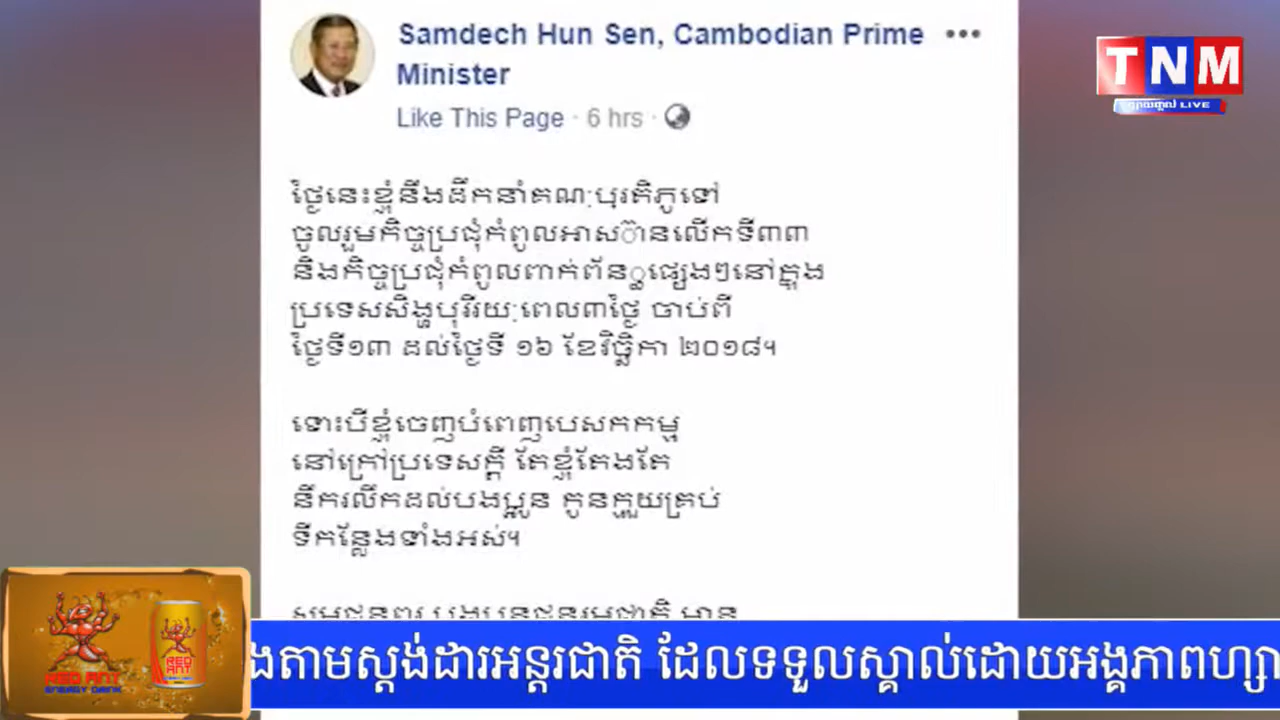 Samdech Hun Sen, Cambodian Prime
Minister
Like This Page · 6 hrs ·
TNM
LIVE
ថ្ងៃនេះខ្ញុំនឹងដឹកនាំគណៈប្រតិភូទៅ
ចូលរួមកិច្ចប្រជុំកំពូលអាស៊ានលើកទី៣៣
និងកិច្ចប្រជុំកំពូលពាក់ព័ន្ធផ្សេងៗនៅក្នុង
ប្រទេសសិង្ហបុរីរយៈពេល៣ថ្ងៃ ចាប់ពី
ថ្ងៃទី១៣ ដល់ថ្ងៃទី ១៦ ខែវិច្ឆិកា ២០១៨។
ទោះបីខ្ញុំចេញបំពេញបេសកកម្ម
នៅក្រៅប្រទេសក្តី តែខ្ញុំតែងតែ
នឹករលឹកដល់បងប្អូន កូនក្មួយគ្រប់
ទីកន្លែងទាំងអស់។
RED ANT
ENERGY DRINK
RED
ANT
ងតាមស្តង់ដារអន្តរជាតិ ដែលទទួលស្គាល់ដោយអង្គភាពហ្សា